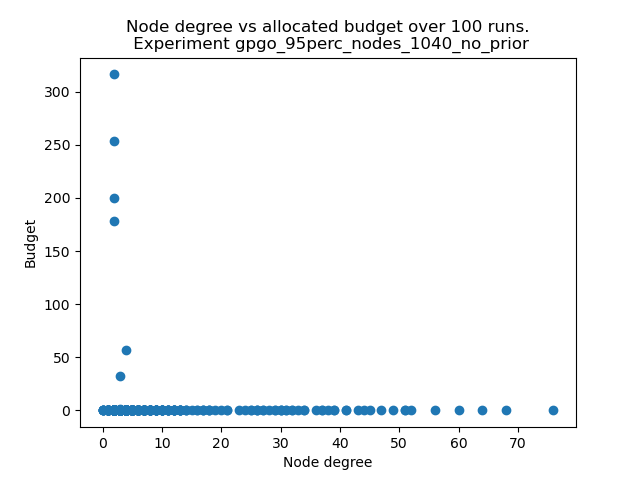 Node degree vs allocated budget over 100 runs.
Experiment gpgo_95perc_nodes_1040_no_prior
300
250
200
150
100
50
0
Budget
0 10 20 30 40 50 60 70
Node degree